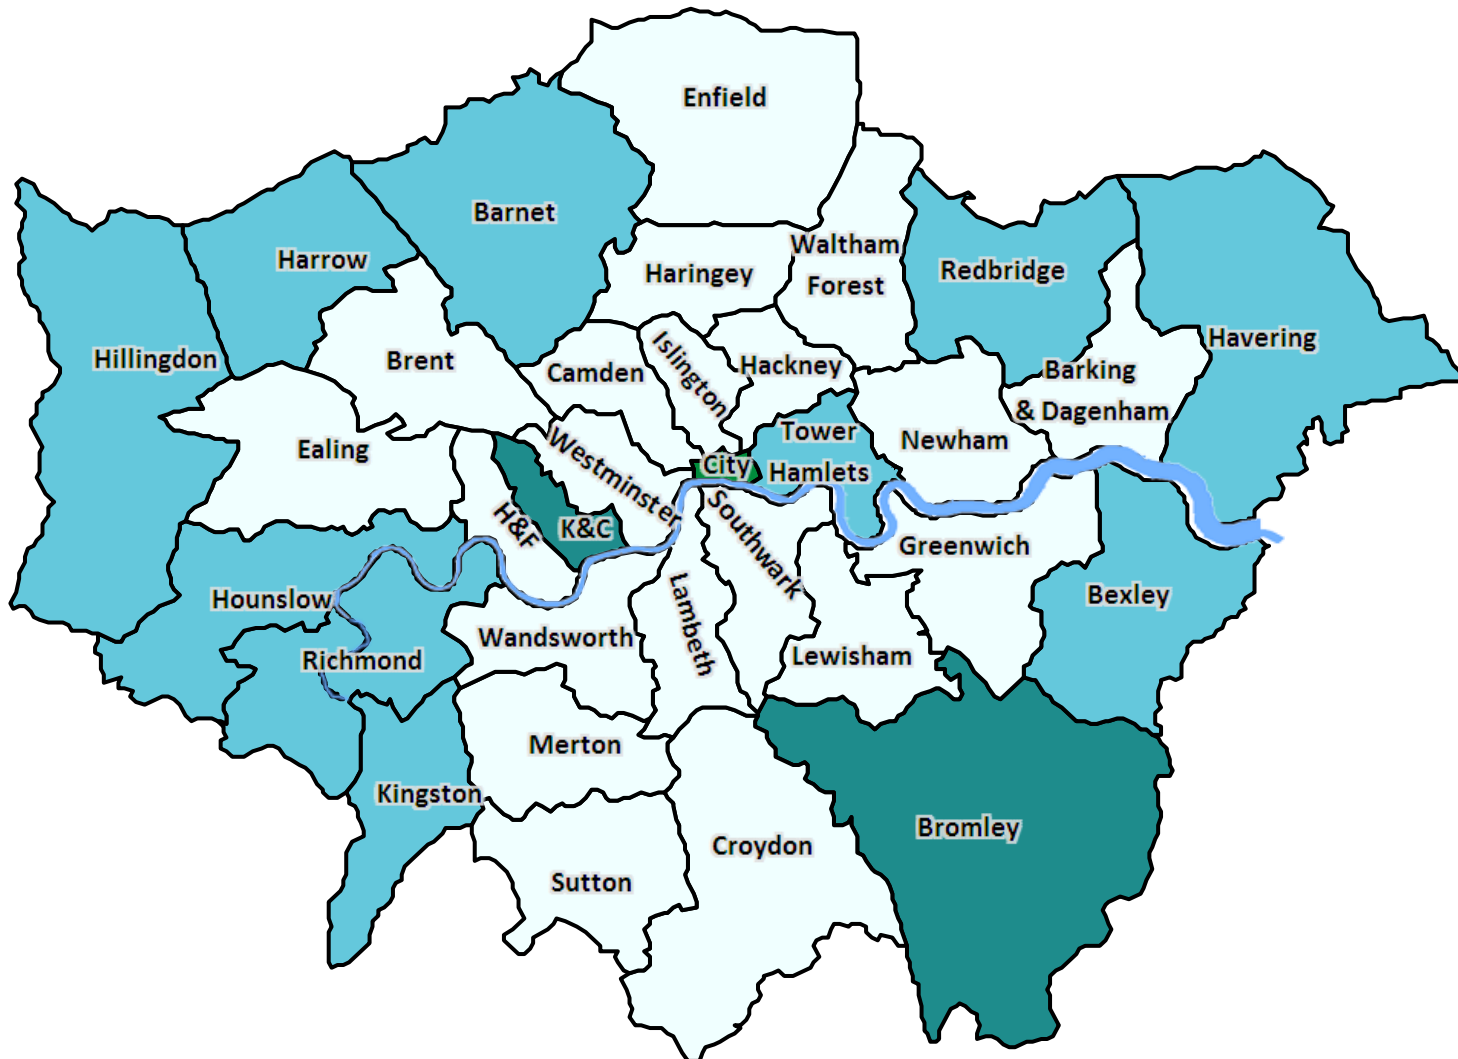 Enfield
Barnet
Harrow
Haringey
Waltham
Forest
Redbridge
Havering
Hillingdon
Brent
Camden
Islington
Hackney
Barking
& Dagenham
Ealing
Westminster
City
Tower
Hamlets
Newham
H&F
K&C
Southwark
Greenwich
Hounslow
Bexley
Richmond
Wandsworth
Lambeth
Lewisham
Merton
Kingston
Sutton
Croydon
Bromley